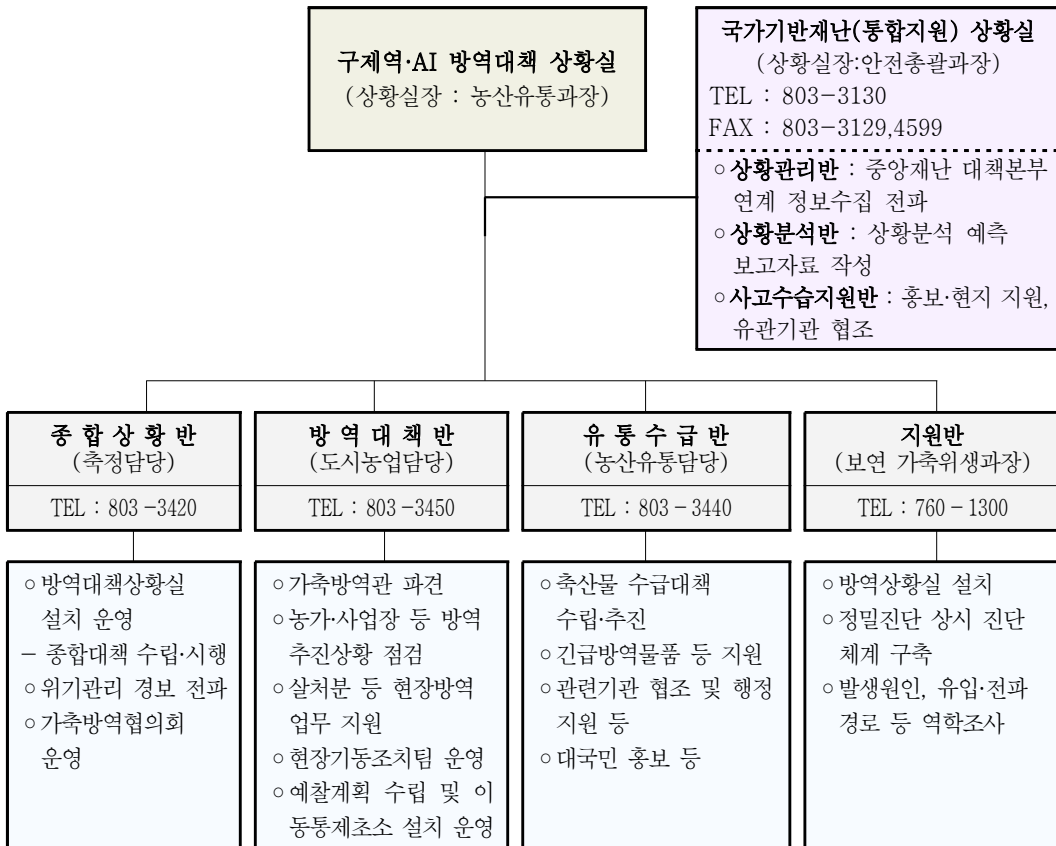 구제역·AI 방역대책 상황실
(상황실장 : 농산유통과장)
국가기반재난(통합지원) 상황실
(상황실장:안전총괄과장)
TEL : 803-3130
FAX : 803-3129,4599
○상황관리반 : 중앙재난 대책본부
연계 정보수집 전파
○상황분석반 : 상황분석 예측
보고자료 작성
○사고수습지원반 : 홍보·현지 지원,
유관기관 협조
종 합 상 황 반
(축정담당)
TEL : 803-3420
○방역대책상황실
설치 운영
- 종합대책 수립·시행
○위기관리 경보 전파
○가축방역협의회
운영
방 역 대 책 반
(도시농업담당)
TEL : 803-3450
○가축방역관 파견
○농가·사업장 등 방역
추진상황 점검
○살처분 등 현장방역
업무 지원
○현장기동조치팀 운영
○예찰계획 수립 및 이
동통제초소 설치 운영
유 통 수 급 반
(농산유통담당)
TEL : 803-3440
○축산물 수급대책
수립·추진
○긴급방역물품 등 지원
○관련기관 협조 및 행정
지원 등
○대국민 홍보 등
지원반
(보연 가축위생과장)
TEL : 760-1300
○방역상황실 설치
○정밀진단 상시 진단
체계 구축
○발생원인, 유입·전파
경로 등 역학조사